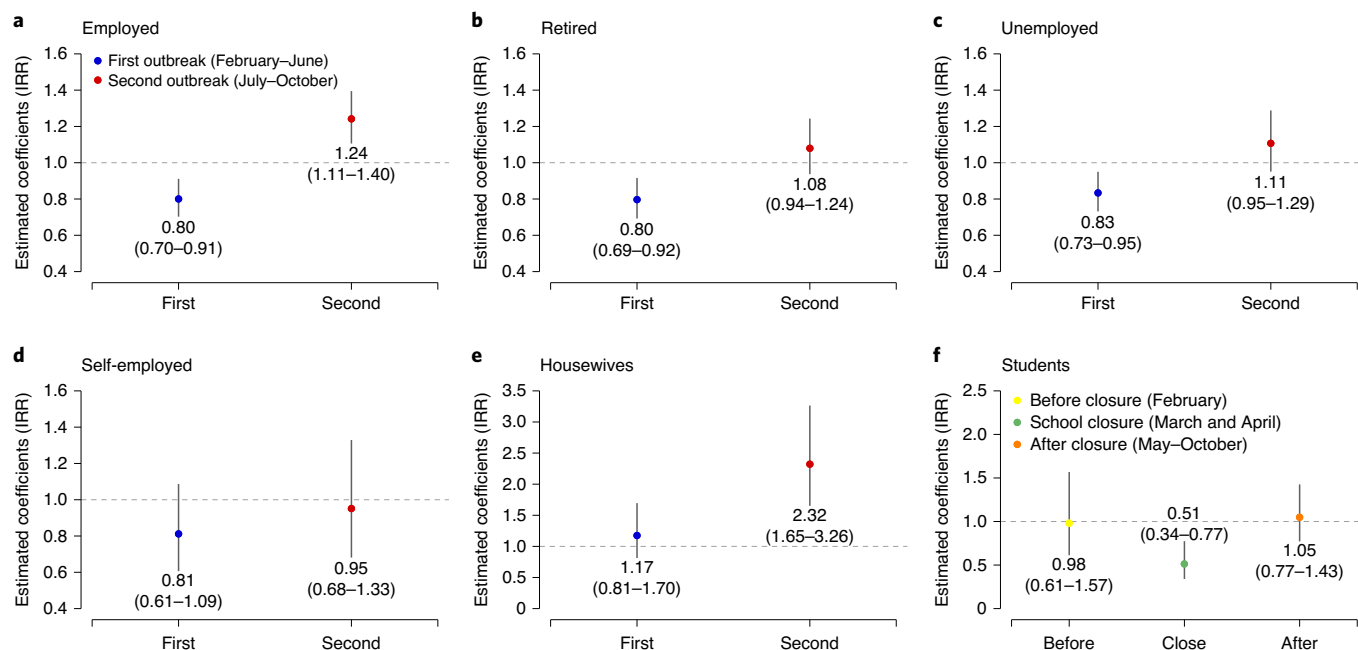 a
Employed
Estimated coefficients (IRR)
1.6
1.4
1.2
1.0
0.8
0.6
0.4
First outbreak (February–June)
Second outbreak (July–October)
0.80
(0.70–0.91)
1.24
(1.11–1.40)
First
Second
b
Retired
Estimated coefficients (IRR)
1.6
1.4
1.2
1.0
0.8
0.6
0.4
0.80
(0.69–0.92)
1.08
(0.94–1.24)
First
Second
c
Unemployed
Estimated coefficients (IRR)
1.6
1.4
1.2
1.0
0.8
0.6
0.4
0.83
(0.73–0.95)
1.11
(0.95–1.29)
First
Second
d
Self-employed
Estimated coefficients (IRR)
1.6
1.4
1.2
1.0
0.8
0.6
0.4
0.81
(0.61–1.09)
0.95
(0.68–1.33)
First
Second
e
Housewives
Estimated coefficients (IRR)
3.5
3.0
2.5
2.0
1.5
1.0
0.5
0
1.17
(0.81–1.70)
2.32
(1.65–3.26)
First
Second
f
Students
Estimated coefficients (IRR)
2.5
2.0
1.5
1.0
0.5
0
Before closure (February)
School closure (March and April)
After closure (May–October)
0.98
(0.61–1.57)
0.51
(0.34–0.77)
1.05
(0.77–1.43)
Before
Close
After